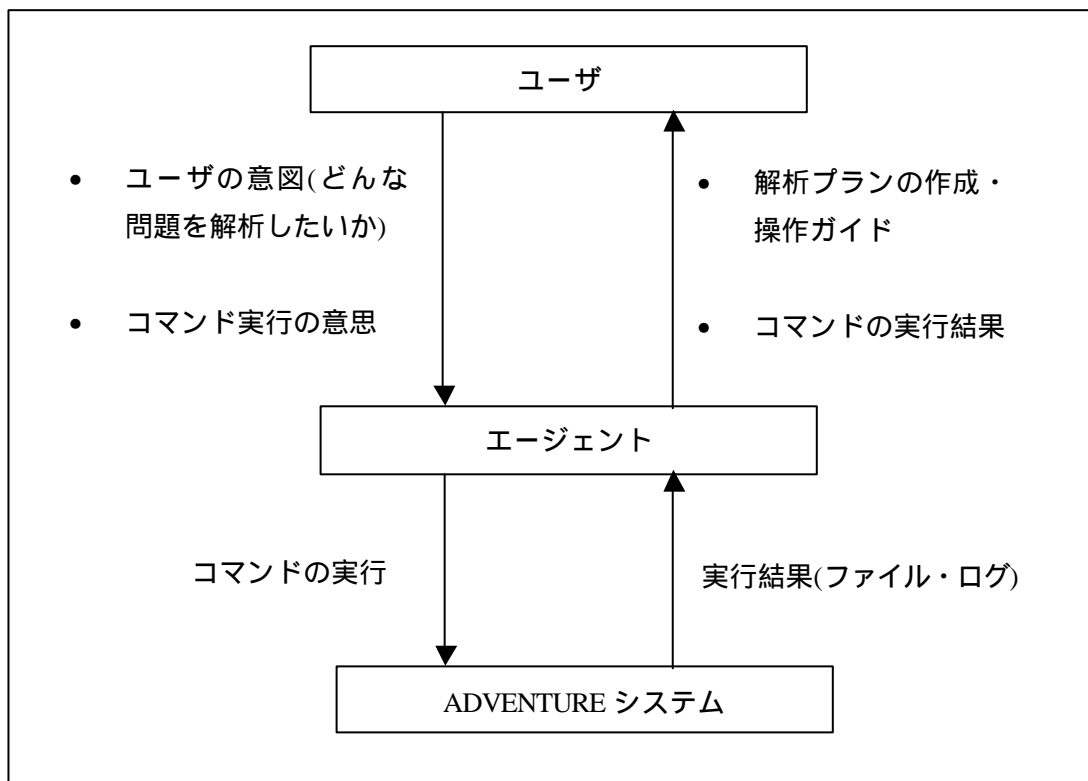 ユーザ
• ユーザの意図(どんな
問題を解析したいか)
• コマンド実行の意思
• 解析プランの作成・
操作ガイド
• コマンドの実行結果
エージェント
コマンドの実行
実行結果(ファイル・ログ)
ADVENTURE システム